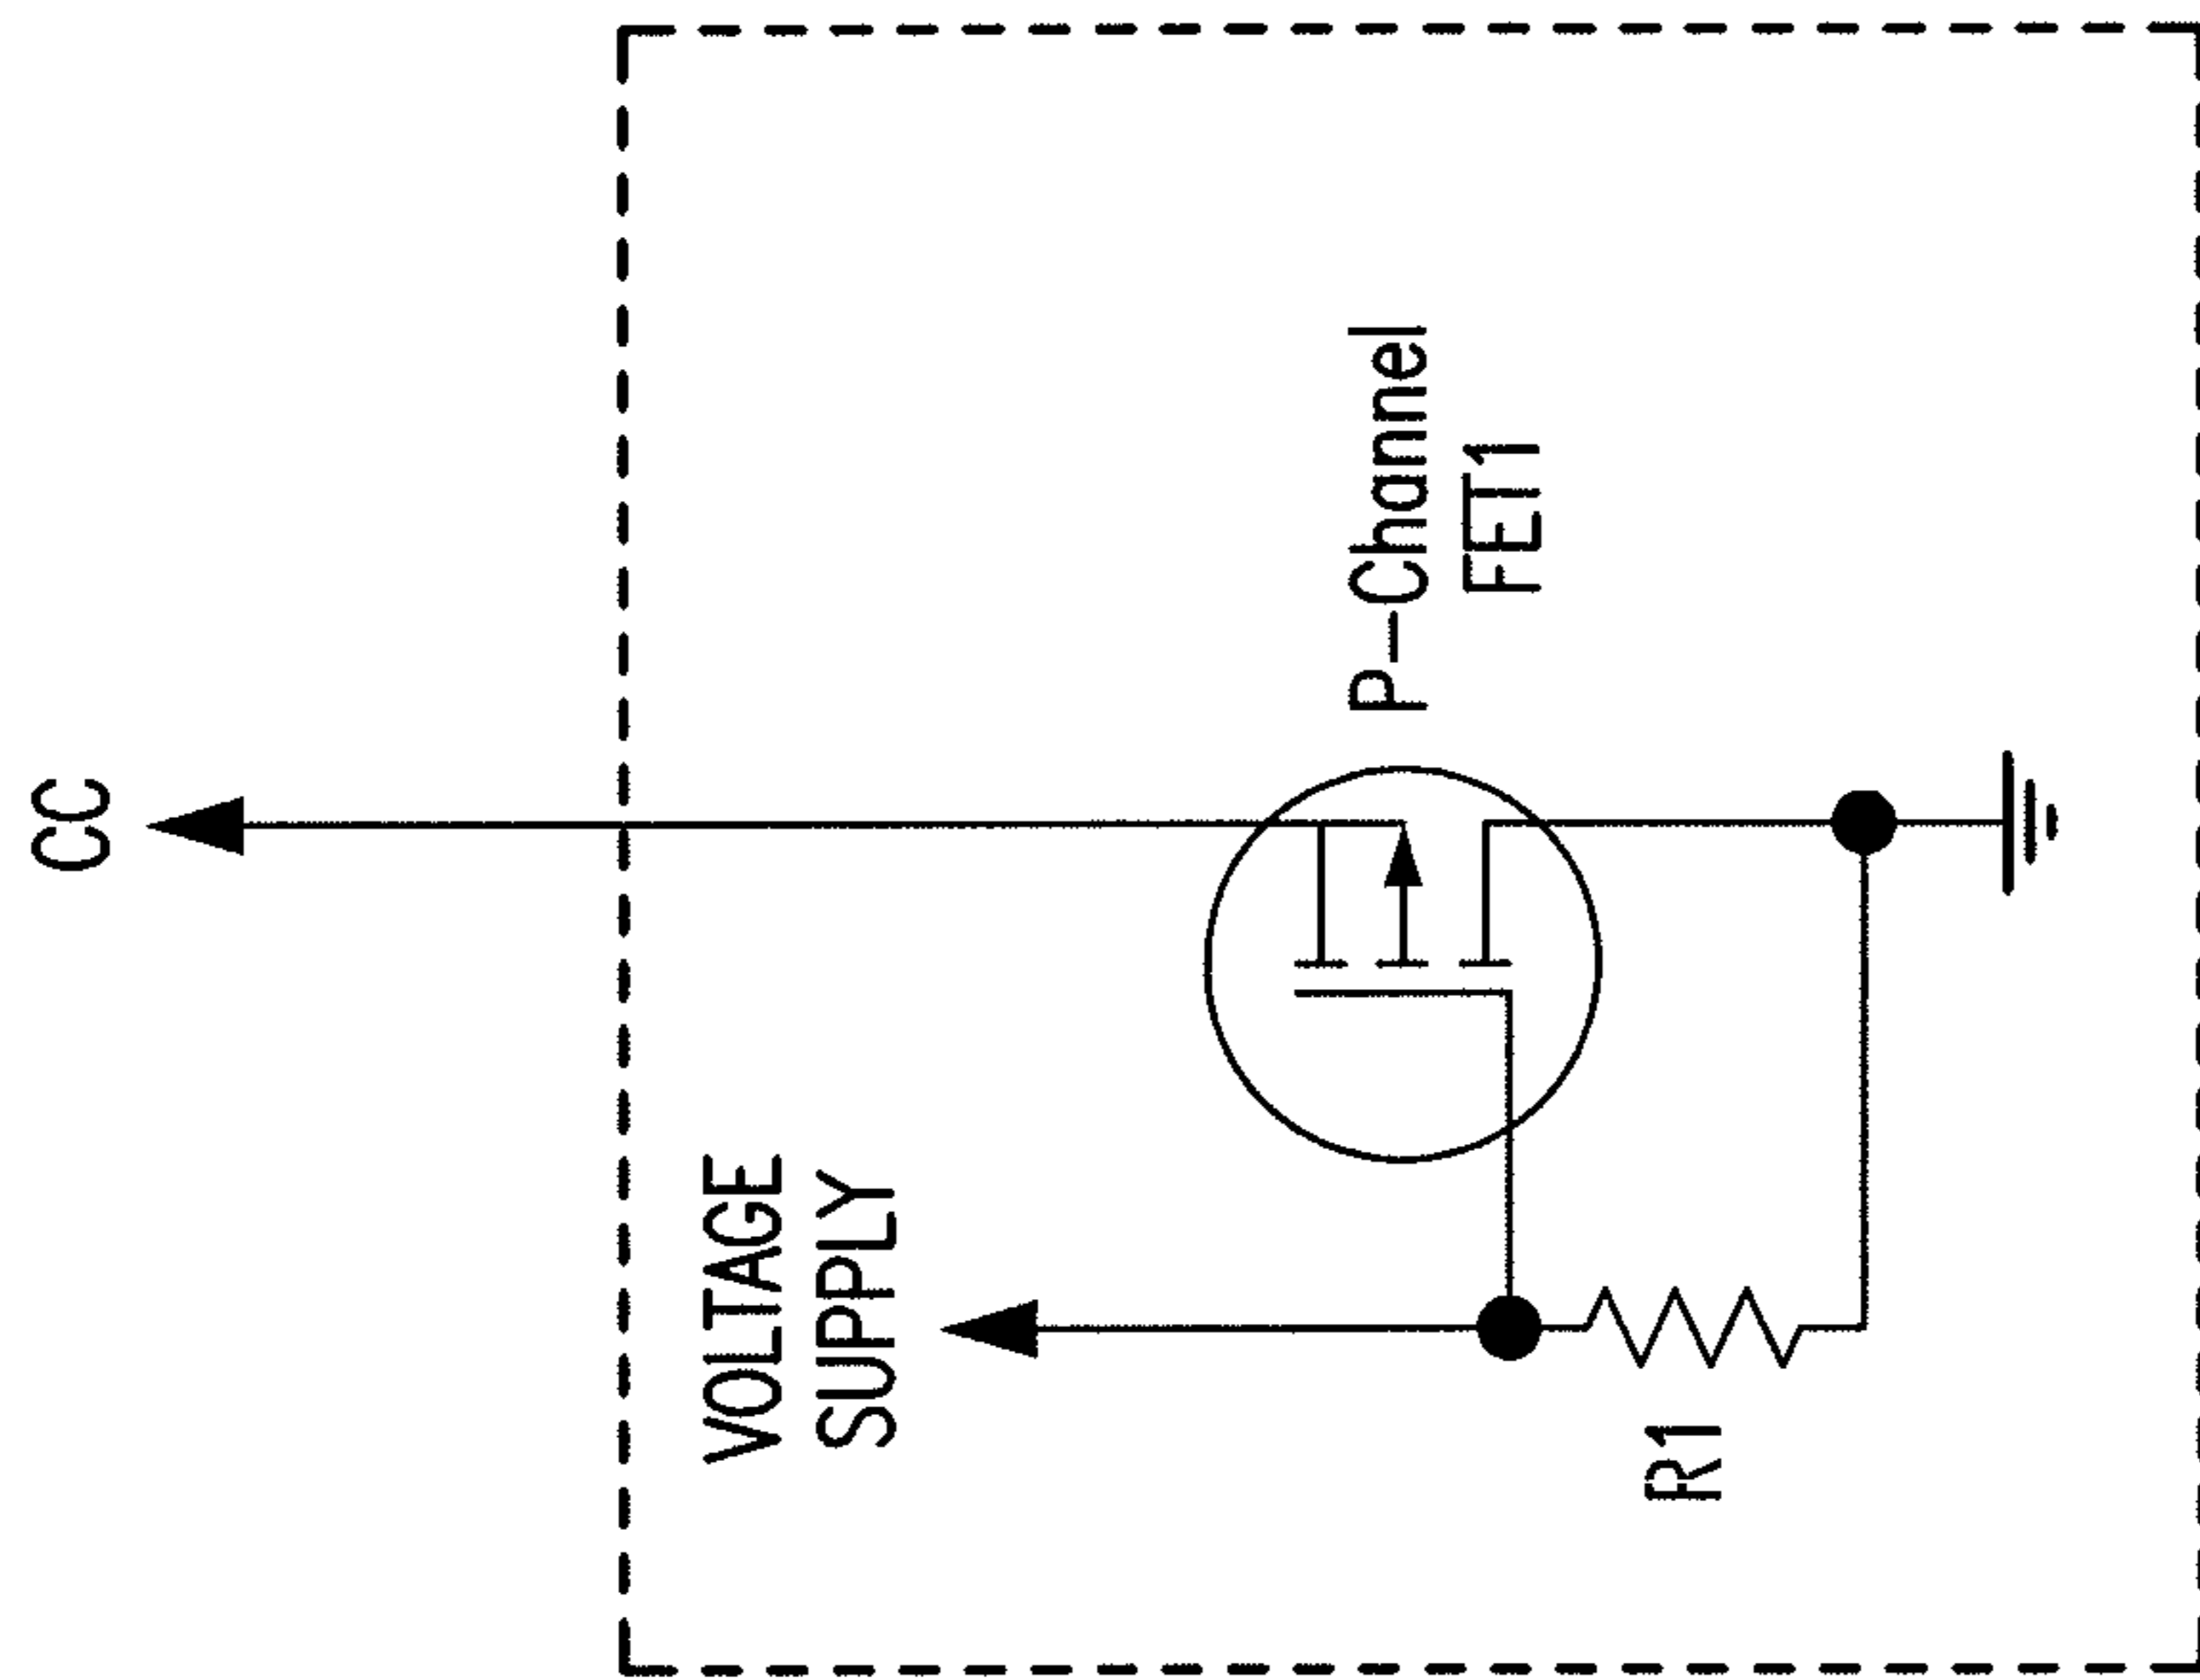 CC
VOLTAGE
SUPPLY
P-Channel
FET1
R1